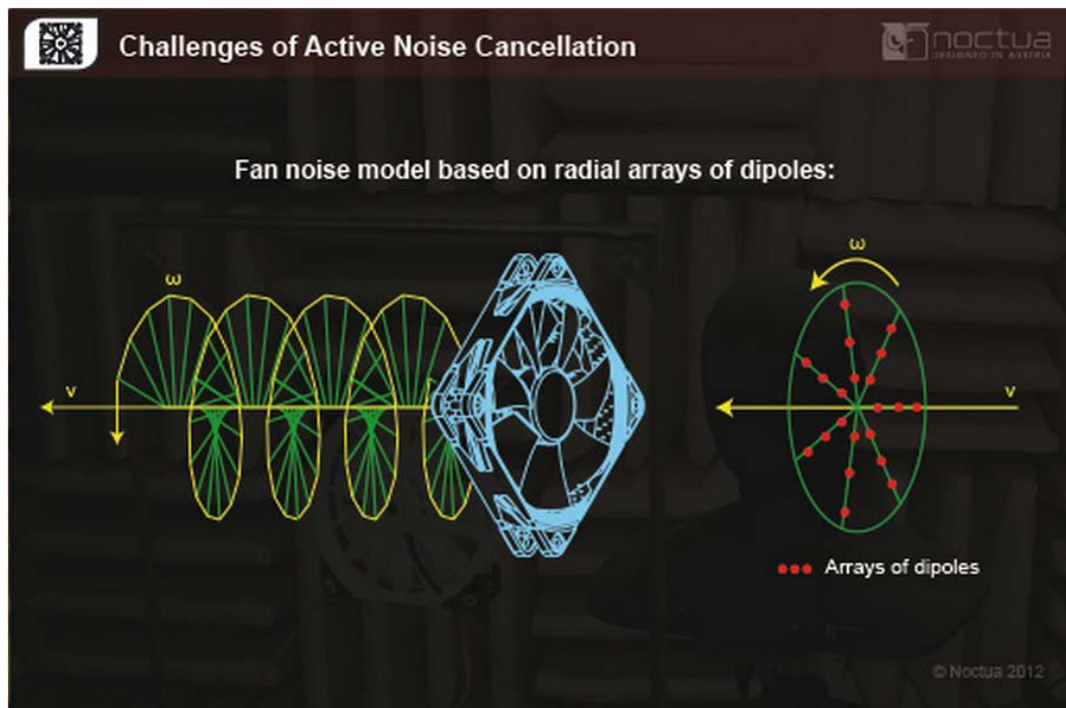 Challenges of Active Noise Cancellation
noctua
DESIGNED IN AUSTRIA
Fan noise model based on radial arrays of dipoles:
ω
v
ω
v
Arrays of dipoles
© Noctua 2012